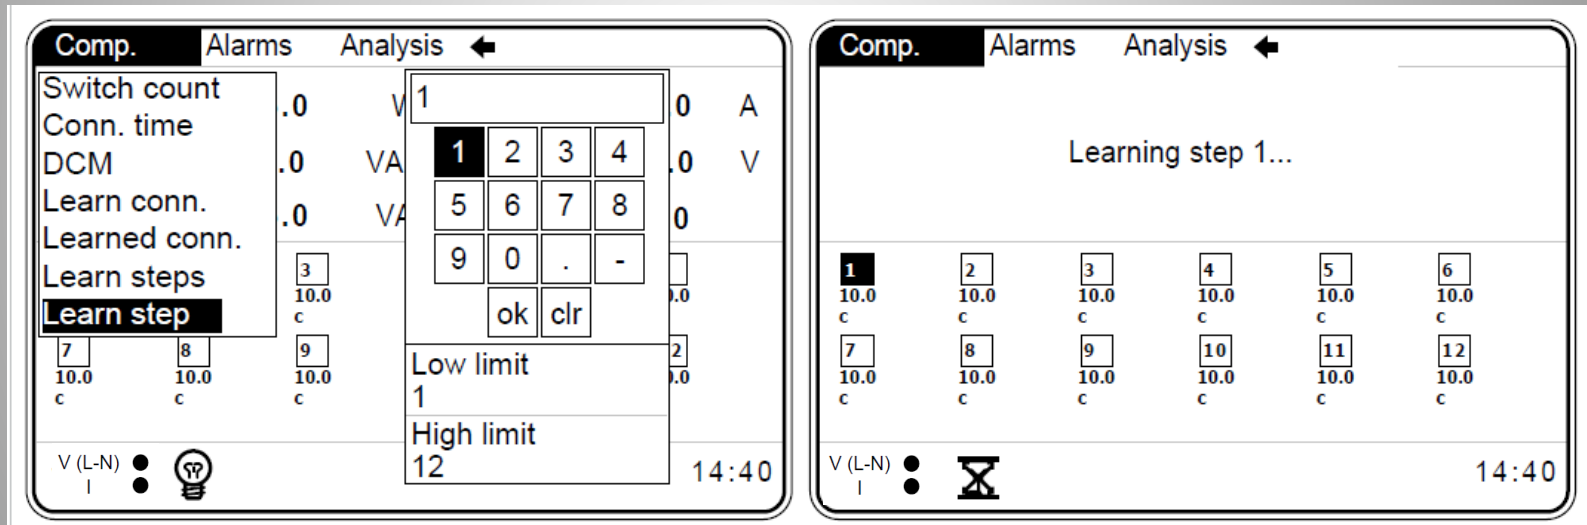 Comp. Alarms Analysis
Switch count
Conn. time
DCM
Learn conn.
Learned conn.
Learn steps
Learn step
.0 W .0 A
.0 VA .0 V
.0 VA 0
1
1 2 3 4
5 6 7 8
9 0 . -
ok clr
Low limit
1
High limit
12
3
10.0 .0
c
7 8 9 2
10.0 10.0 10.0 .0
c c c
V (L-N) 14:40
I
Comp. Alarms Analysis
Learning step 1...
1 2 3 4 5 6
10.0 10.0 10.0 10.0 10.0 10.0
c c c c c c
7 8 9 10 11 12
10.0 10.0 10.0 10.0 10.0 10.0
c c c c c c
V (L-N) 14:40
I